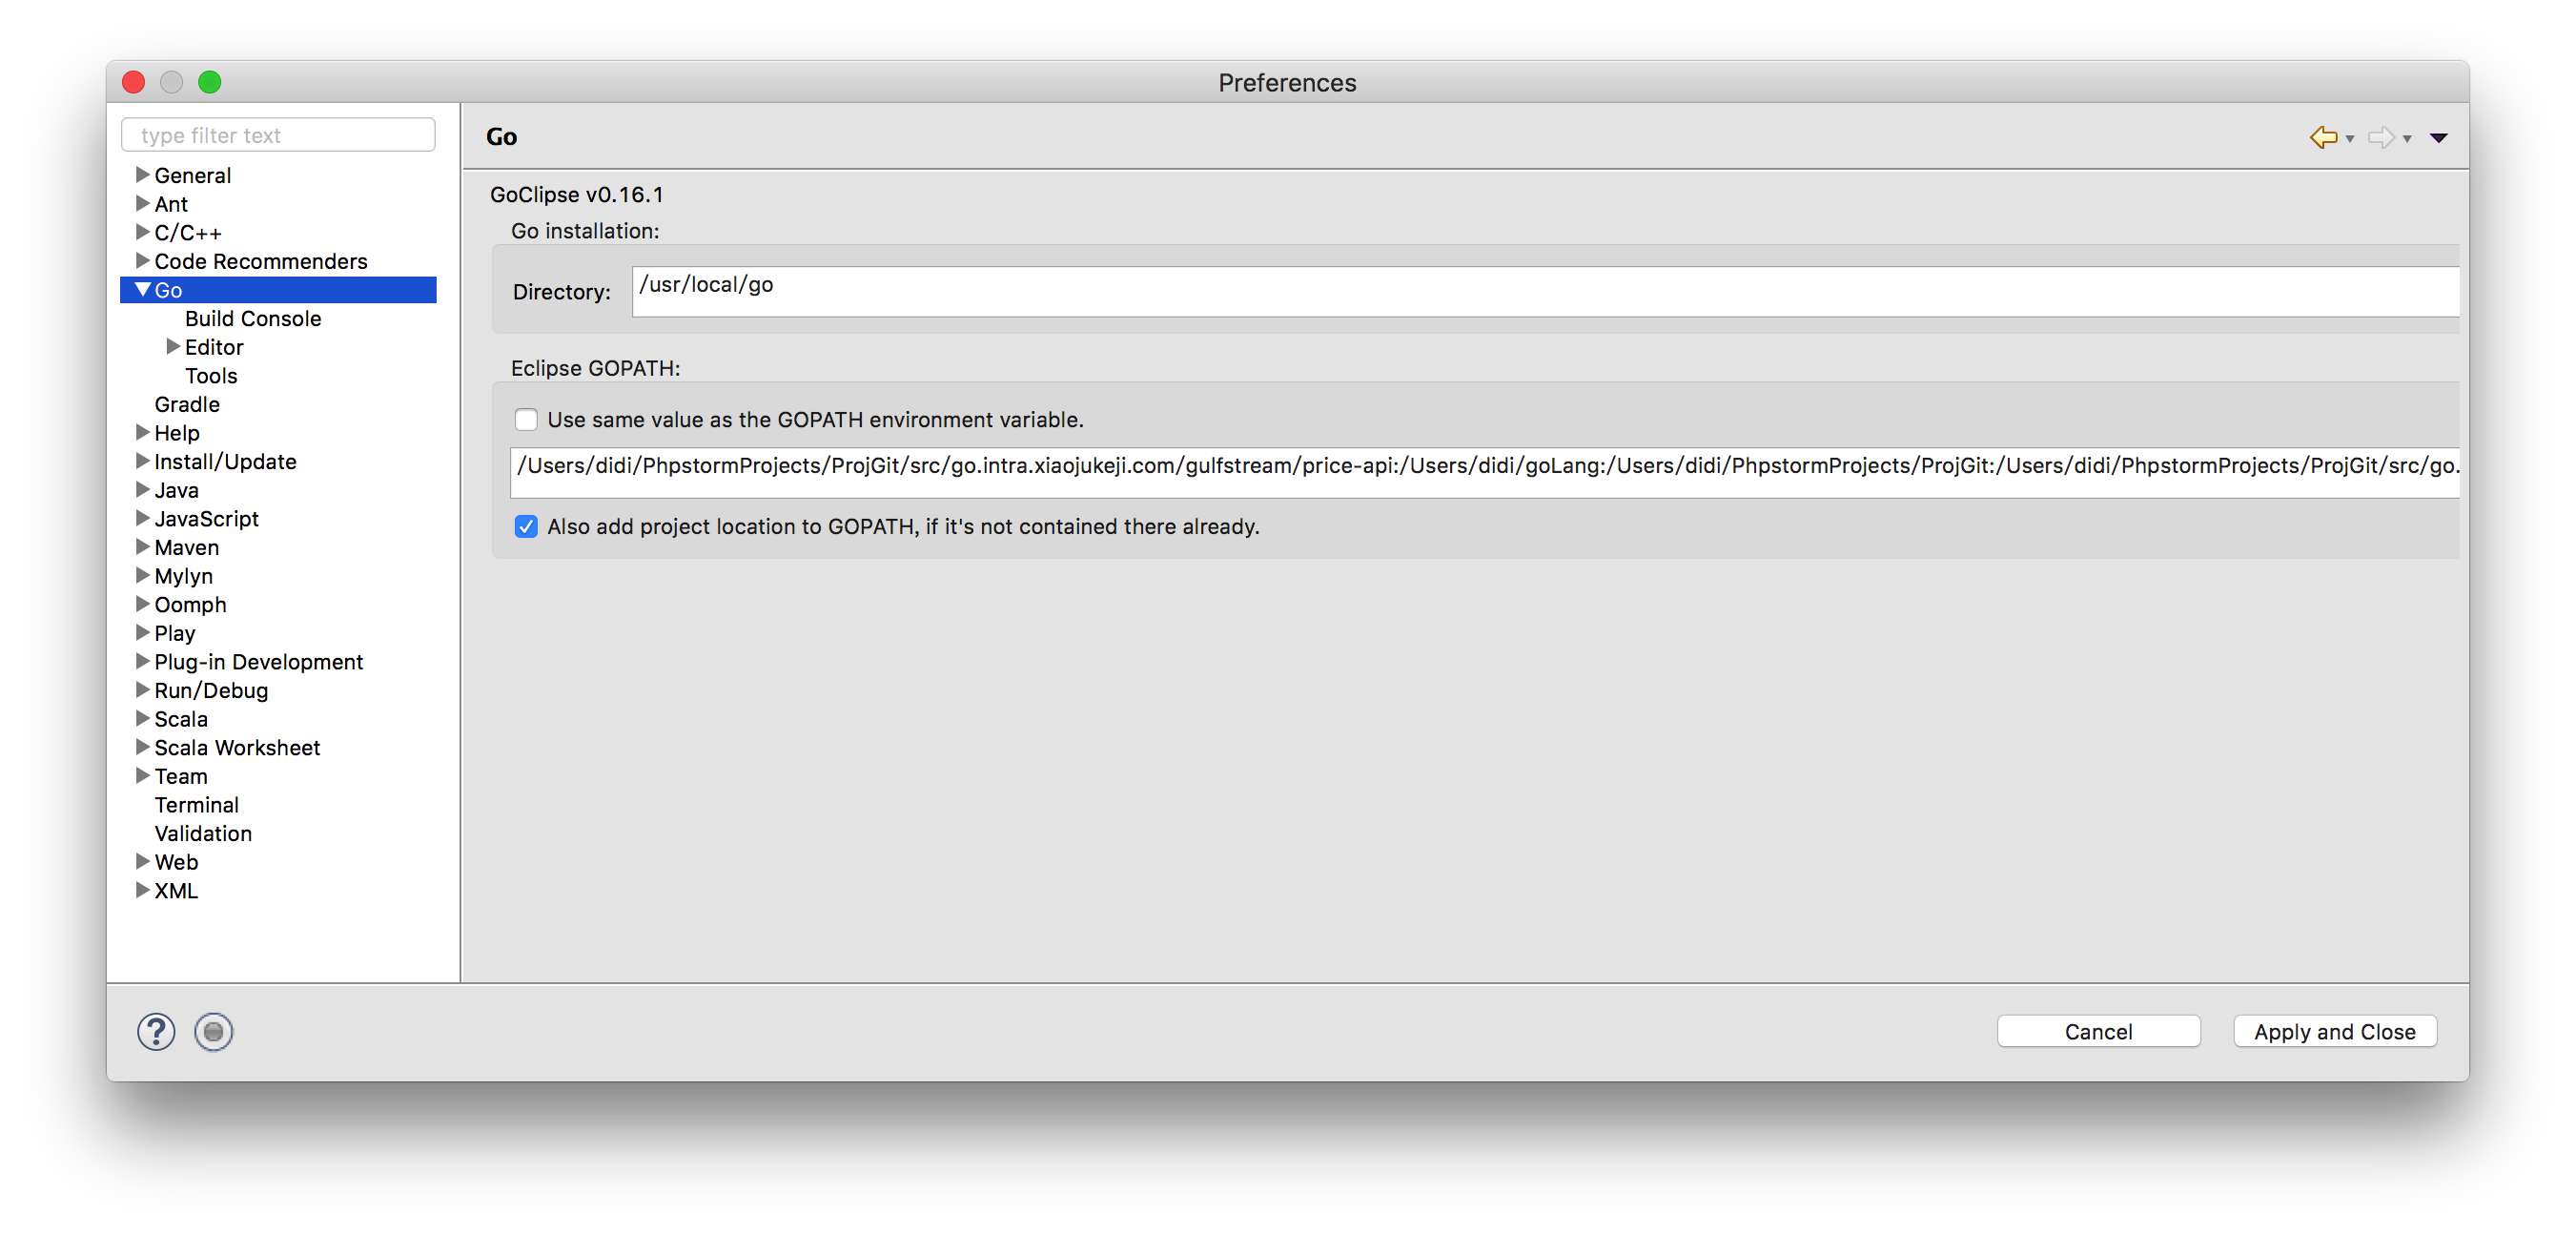 Preferences
type filter text
General
Ant
C/C++
Code Recommenders
Go
Build Console
Editor
Tools
Gradle
Help
Install/Update
Java
JavaScript
Maven
Mylyn
Oomph
Play
Plug-in Development
Run/Debug
Scala
Scala Worksheet
Team
Terminal
Validation
Web
XML
Go
GoClipse v0.16.1
Go installation:
Directory: /usr/local/go
Eclipse GOPATH:
Use same value as the GOPATH environment variable.
/Users/didi/PhpstormProjects/ProjGit/src/go.intra.xiaojukeji.com/gulfstream/price-api:/Users/didi/goLang:/Users/didi/PhpstormProjects/ProjGit:/Users/didi/PhpstormProjects/ProjGit/src/go.
Also add project location to GOPATH, if it's not contained there already.
?
Cancel
Apply and Close